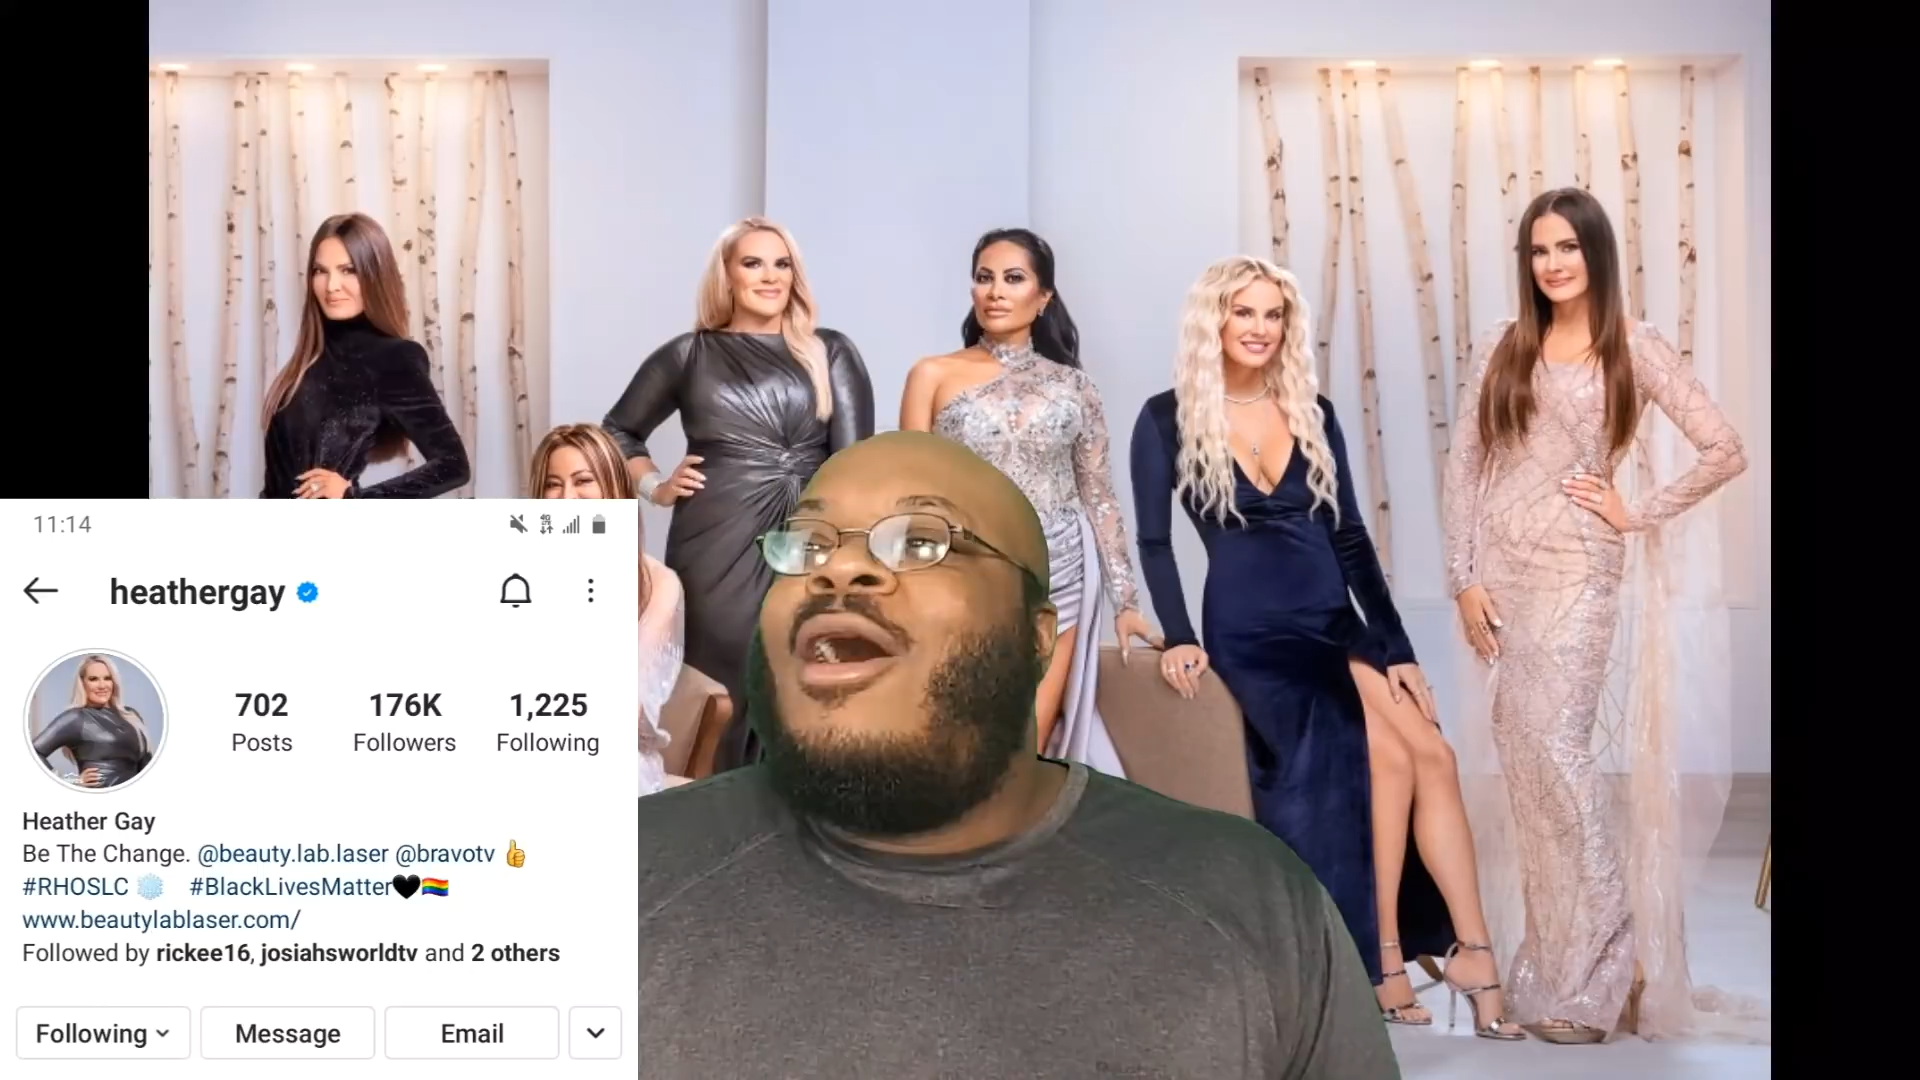 11:14
heathergay
702 176K 1,225
Posts Followers Following
Heather Gay
Be The Change. @beauty.lab.laser @bravotv 👍
#RHOSLC ❄️ #BlackLivesMatter🖤🏳️‍🌈
www.beautylablaser.com/
Followed by rickee16, josiahsworldtv and 2 others
Following Message Email